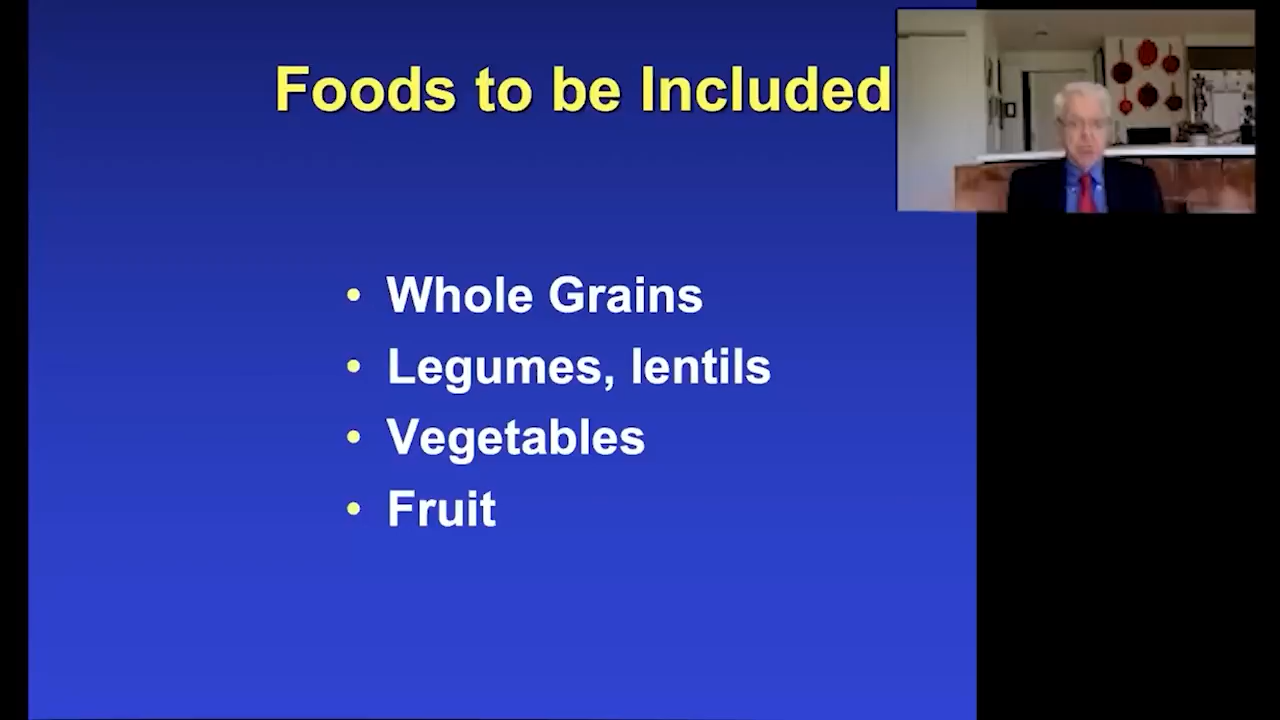 Foods to be Included
• Whole Grains
• Legumes, lentils
• Vegetables
• Fruit